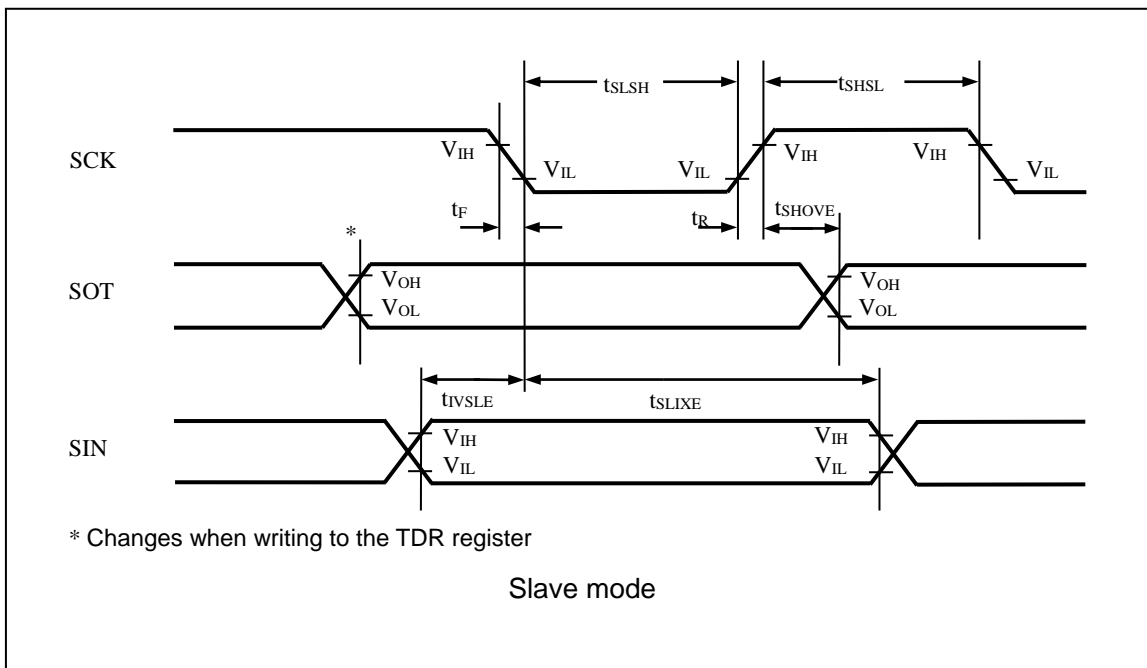 tSLSH
tSHSL
SCK
VIH
VIL
VIL
VIH
VIH
VIL
tF
tR
tSHOVE
*
SOT
VOH
VOL
VOH
VOL
tIVSLE
tSLIXE
SIN
VIH
VIL
VIH
VIL
* Changes when writing to the TDR register
Slave mode